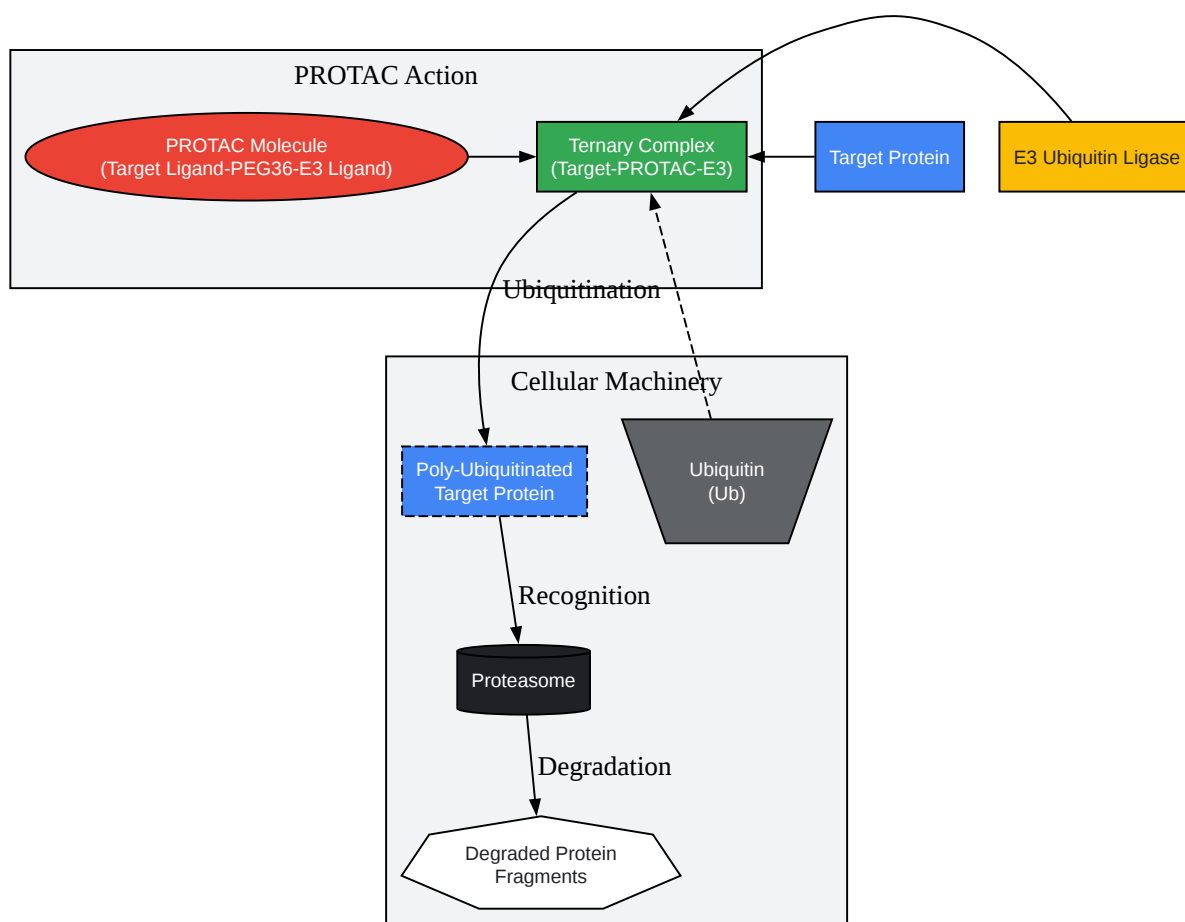 PROTAC Action
PROTAC Molecule
(Target Ligand-PEG36-E3 Ligand)
Ternary Complex
(Target-PROTAC-E3)
Target Protein
E3 Ubiquitin Ligase
Ubiquitination
Cellular Machinery
Poly-Ubiquitinated
Target Protein
Ubiquitin
(Ub)
Recognition
Proteasome
Degradation
Degraded Protein
Fragments